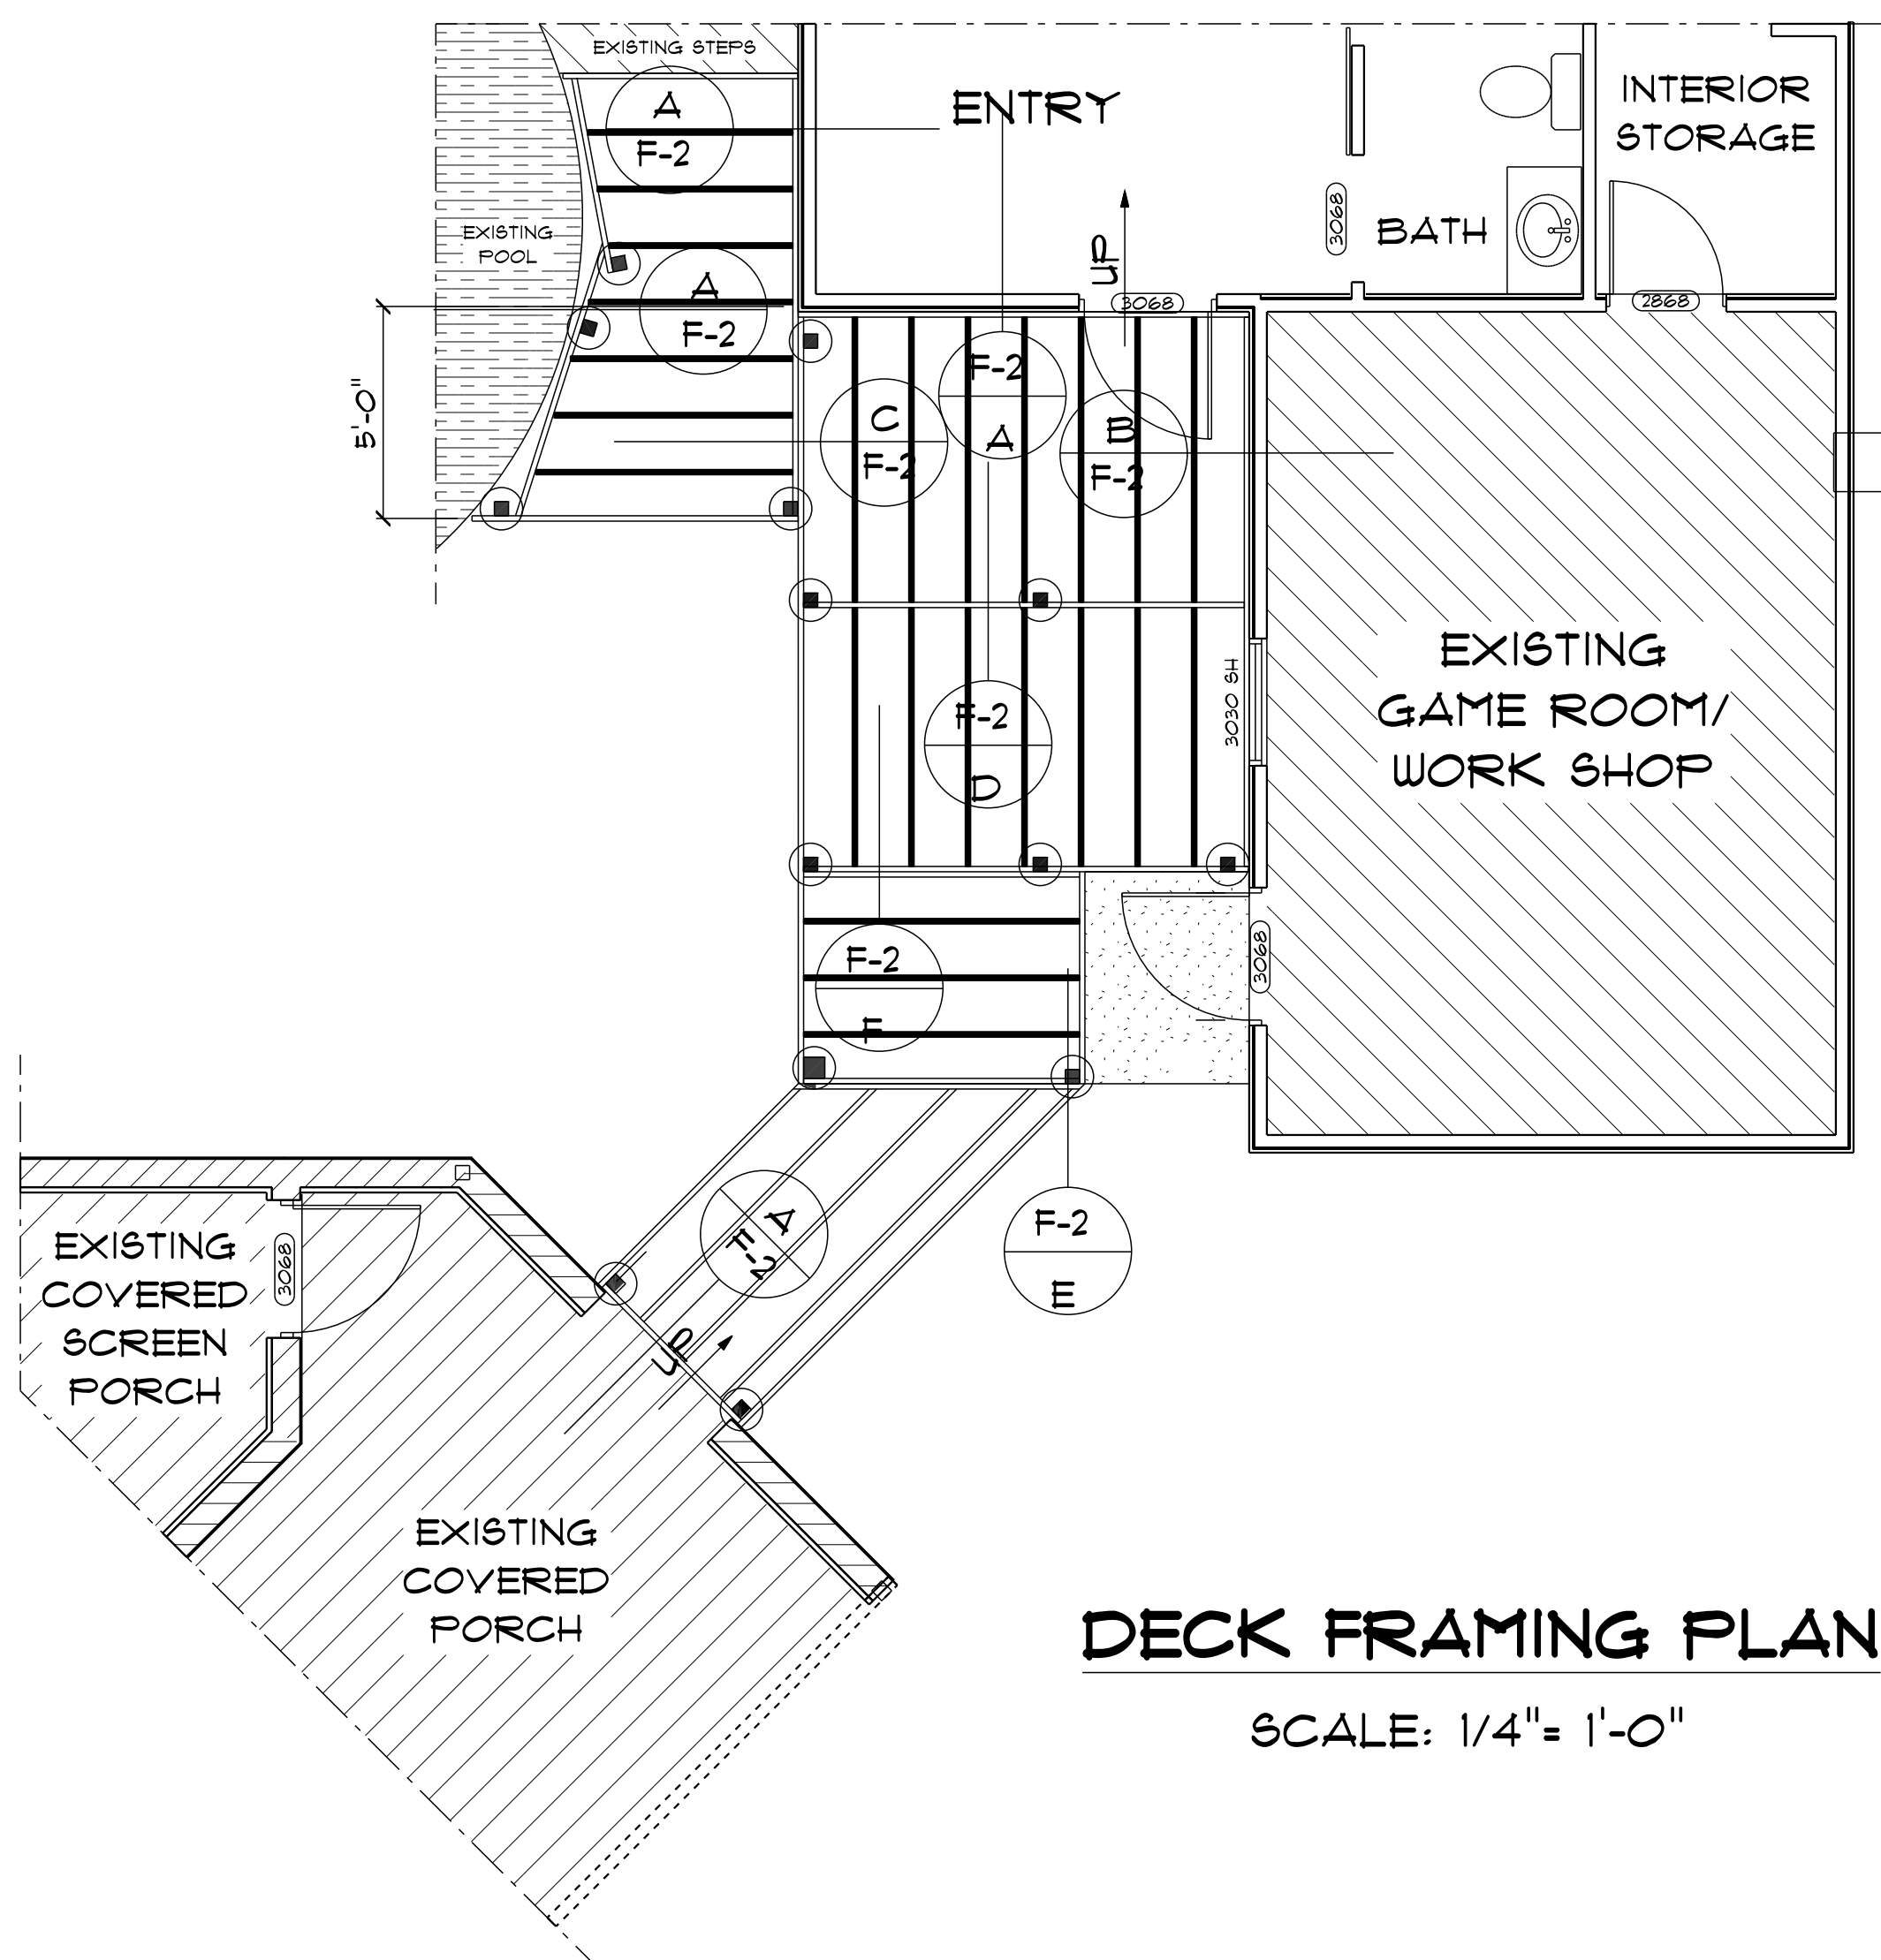 EXISTING STEPS
A
F-2
ENTRY
INTERIOR
STORAGE
EXISTING
POOL
3068
BATH
UP
A
F-2
3068
2868
5'-0"
C
F-2
F-2
A
B
F-2
3030 SH
EXISTING
GAME ROOM/
WORK SHOP
F-2
D
F-2
F
3068
A
F-2
F-2
E
EXISTING
COVERED
SCREEN
PORCH
3068
UP
EXISTING
COVERED
PORCH
DECK FRAMING PLAN
SCALE: 1/4"= 1'-0"